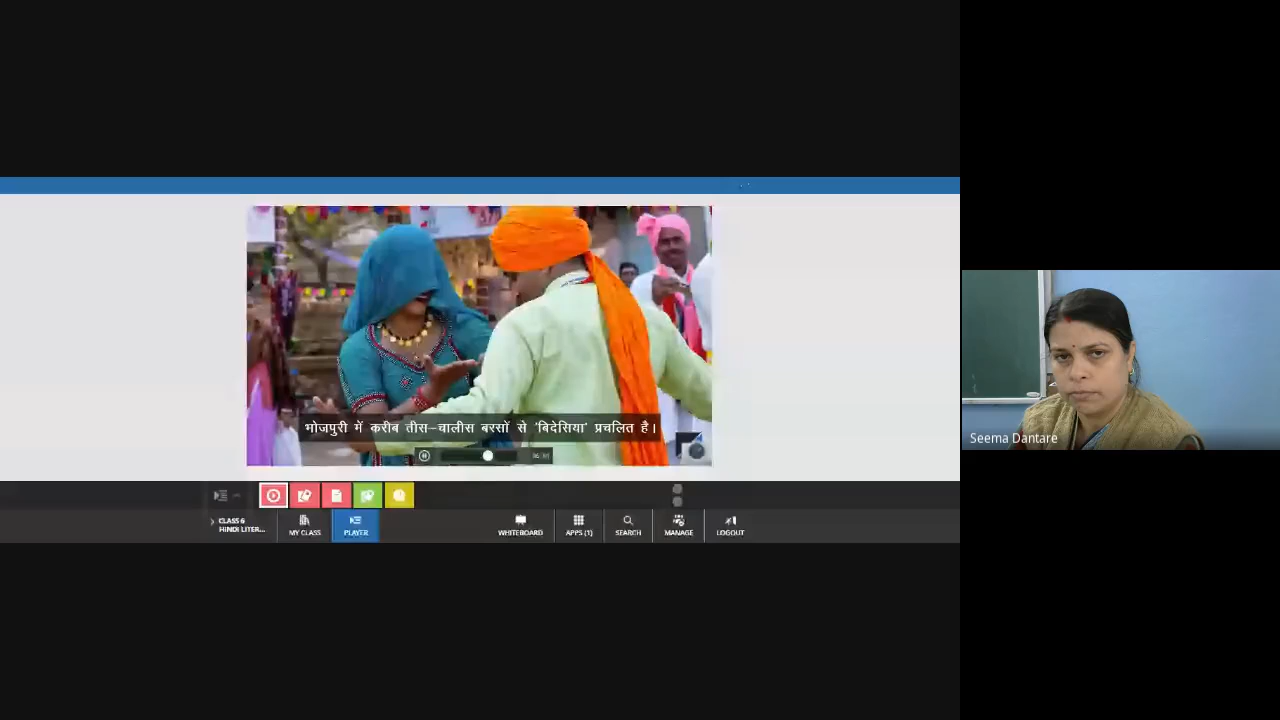 भोजपुरी में करीब तीस–चालीस बरसों से 'बिदेसिया' प्रचलित है।
Seema Dantare
CLASS 6
HINDI LITER...
MY CLASS
PLAYER
WHITEBOARD
APPS (1)
SEARCH
MANAGE
LOGOUT